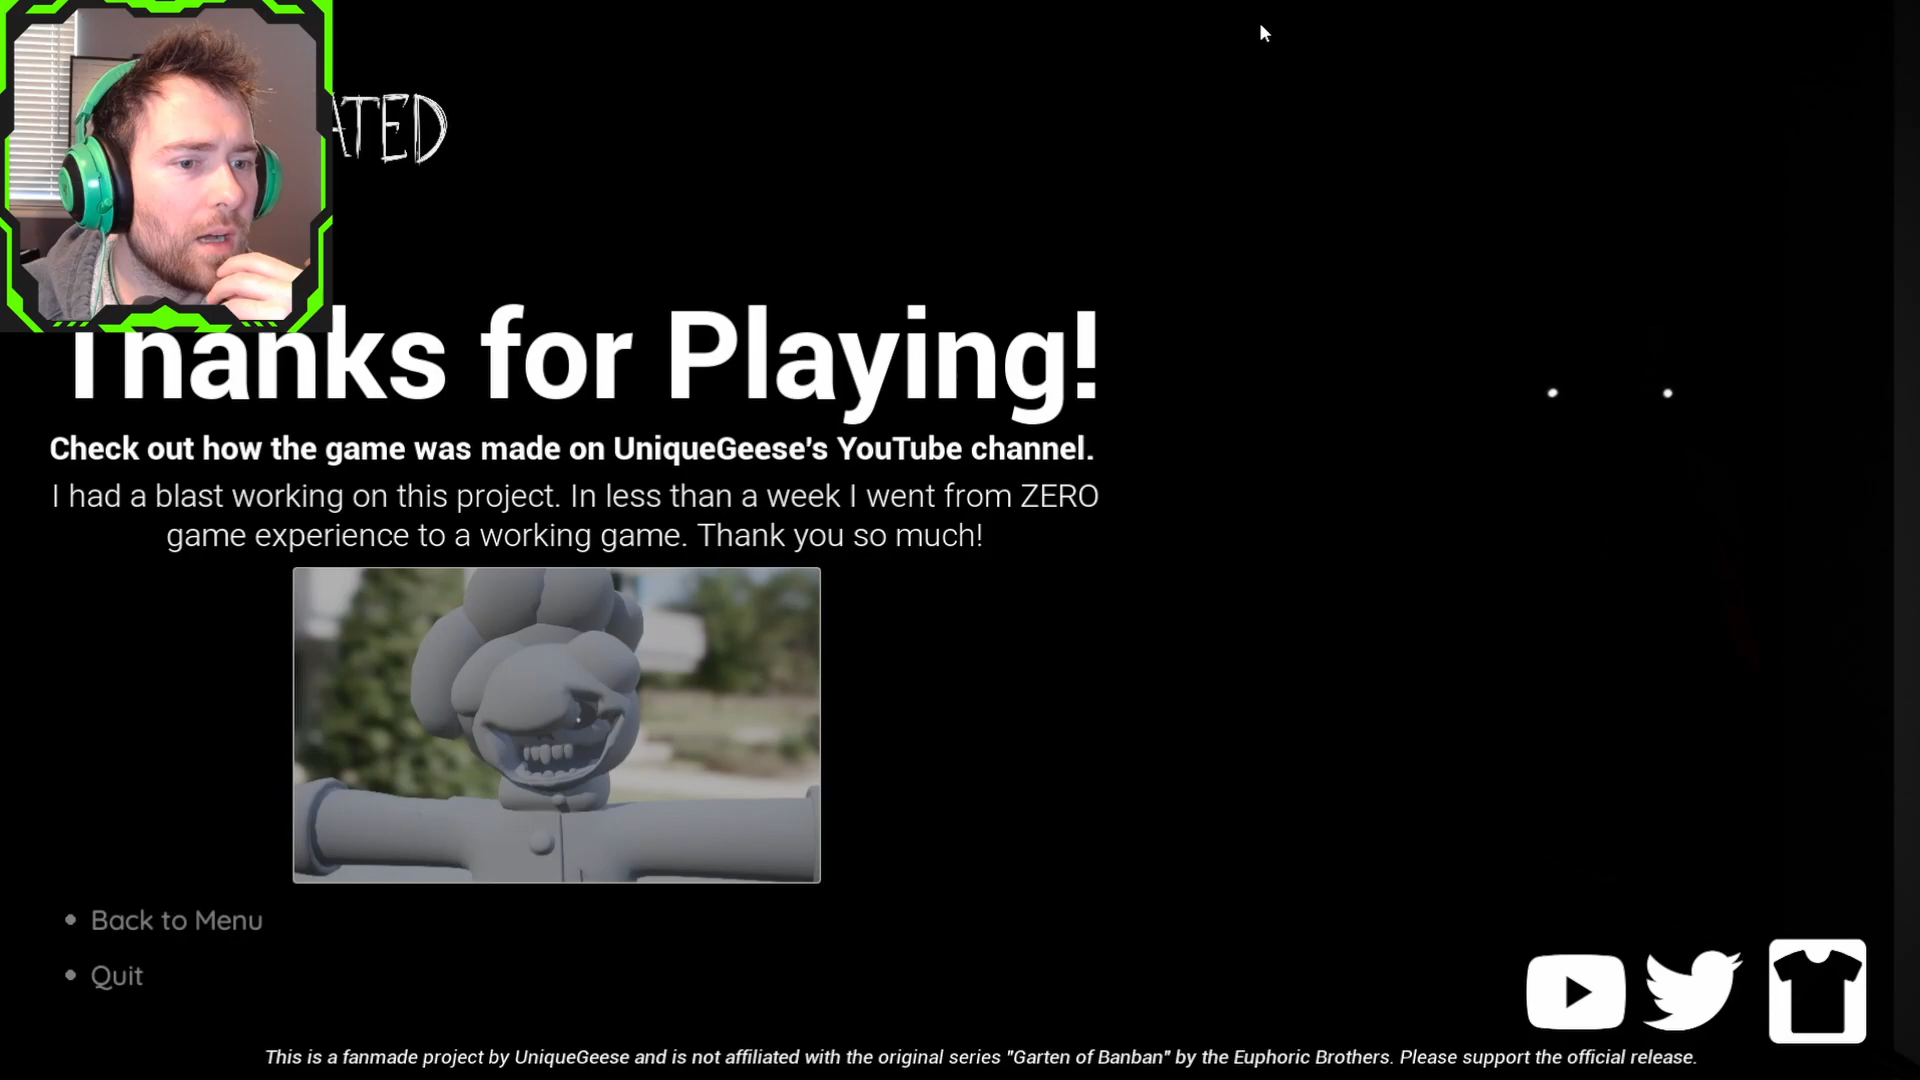 ATED
Thanks for Playing!
Check out how the game was made on UniqueGeese's YouTube channel.
I had a blast working on this project. In less than a week I went from ZERO
game experience to a working game. Thank you so much!
Back to Menu
Quit
This is a fanmade project by UniqueGeese and is not affiliated with the original series "Garten of Banban" by the Euphoric Brothers. Please support the official release.